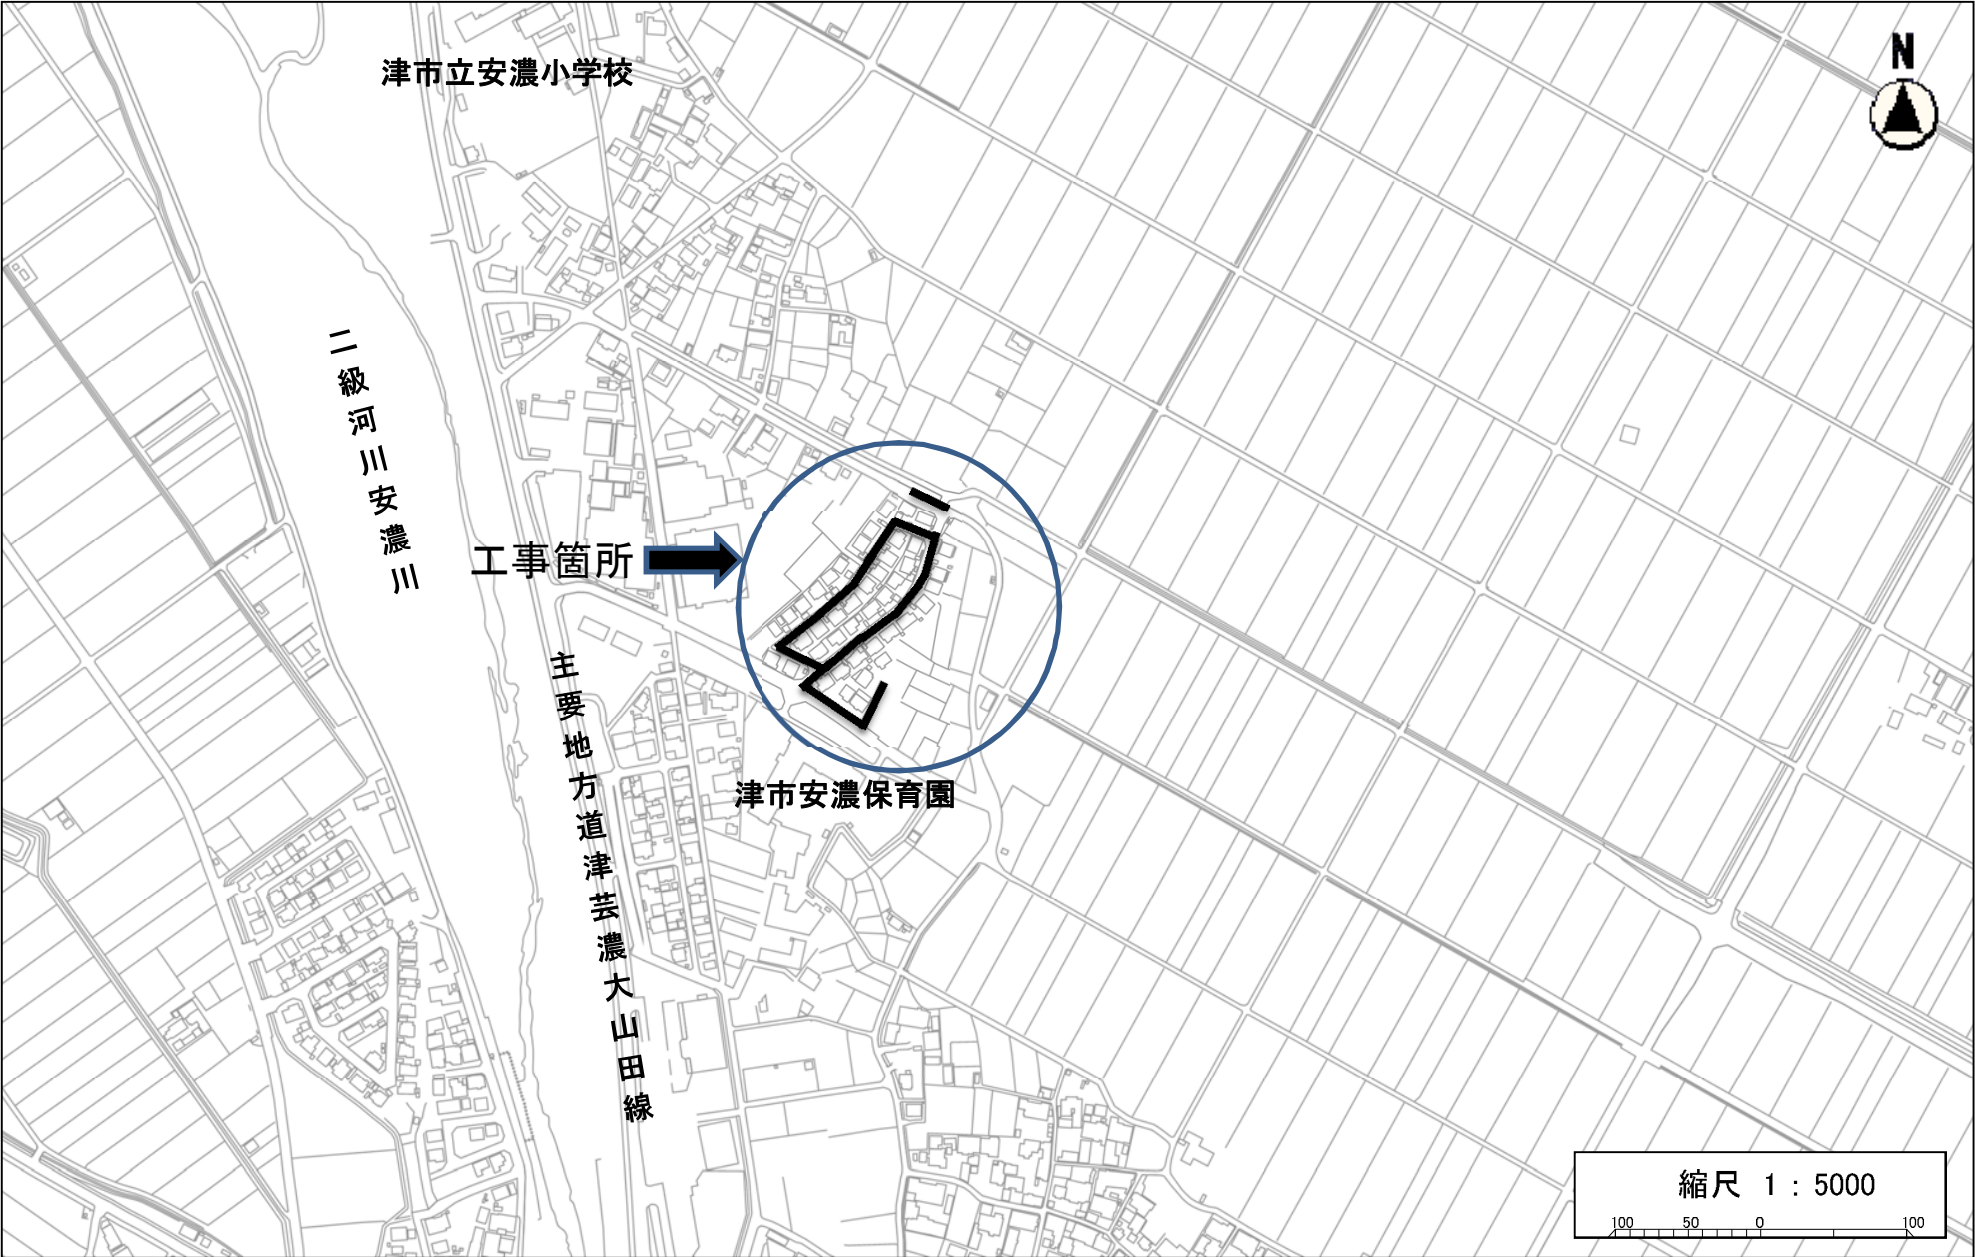 津市立安濃小学校
N
二級河川安濃川
工事箇所
主要地方道津芸濃大山田線
津市安濃保育園
縮尺 1：5000
100 50 0 100